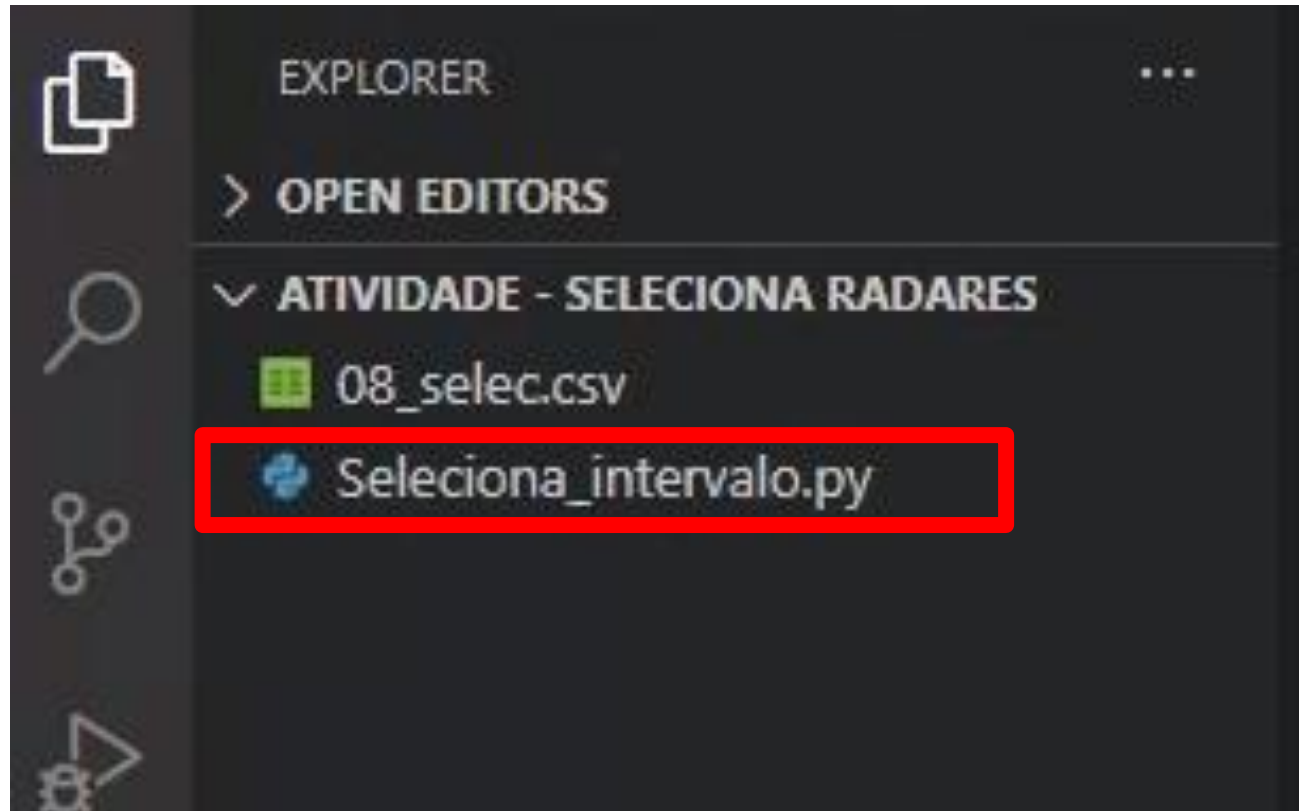 EXPLORER ...
OPEN EDITORS
ATIVIDADE - SELECIONA RADARES
08_selec.csv
Seleciona_intervalo.py